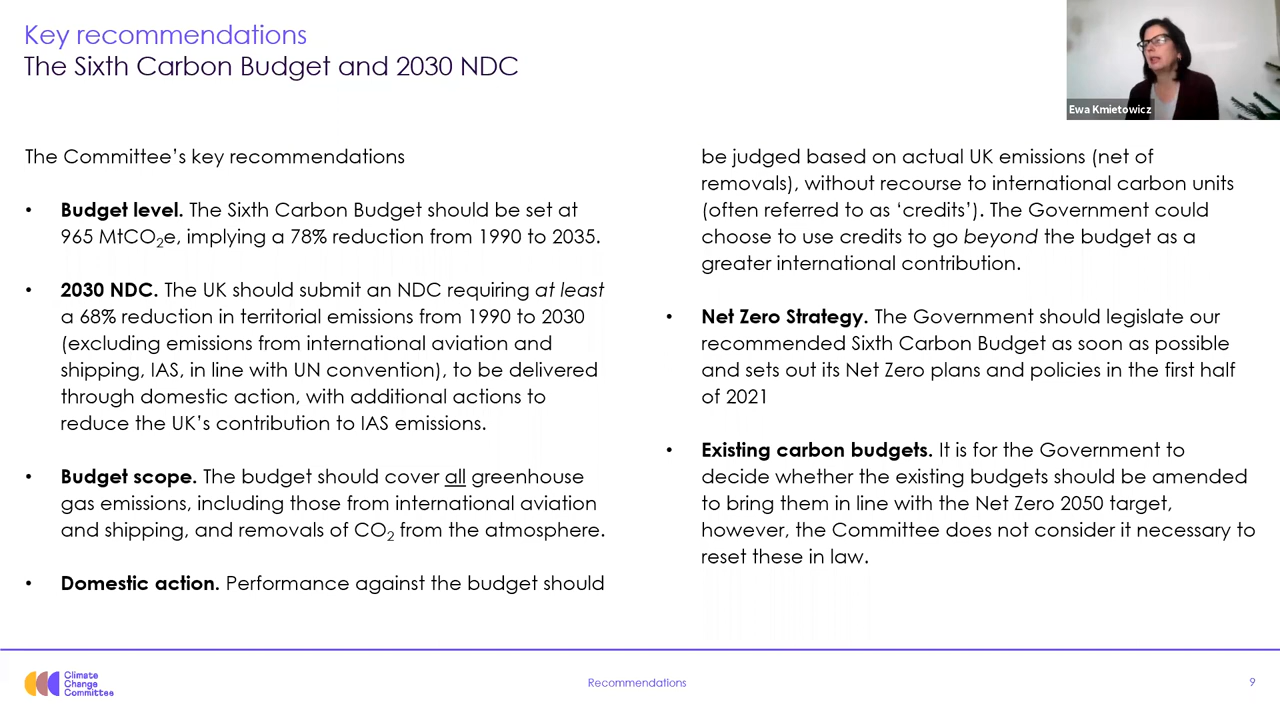 Key recommendations
The Sixth Carbon Budget and 2030 NDC
Ewa Kmietowicz
The Committee’s key recommendations
• Budget level. The Sixth Carbon Budget should be set at
965 MtCO₂e, implying a 78% reduction from 1990 to 2035.
• 2030 NDC. The UK should submit an NDC requiring at least
a 68% reduction in territorial emissions from 1990 to 2030
(excluding emissions from international aviation and
shipping, IAS, in line with UN convention), to be delivered
through domestic action, with additional actions to
reduce the UK’s contribution to IAS emissions.
• Budget scope. The budget should cover all greenhouse
gas emissions, including those from international aviation
and shipping, and removals of CO₂ from the atmosphere.
• Domestic action. Performance against the budget should
be judged based on actual UK emissions (net of
removals), without recourse to international carbon units
(often referred to as ‘credits’). The Government could
choose to use credits to go beyond the budget as a
greater international contribution.
• Net Zero Strategy. The Government should legislate our
recommended Sixth Carbon Budget as soon as possible
and sets out its Net Zero plans and policies in the first half
of 2021
• Existing carbon budgets. It is for the Government to
decide whether the existing budgets should be amended
to bring them in line with the Net Zero 2050 target,
however, the Committee does not consider it necessary to
reset these in law.
Climate
Change
Committee
Recommendations
9